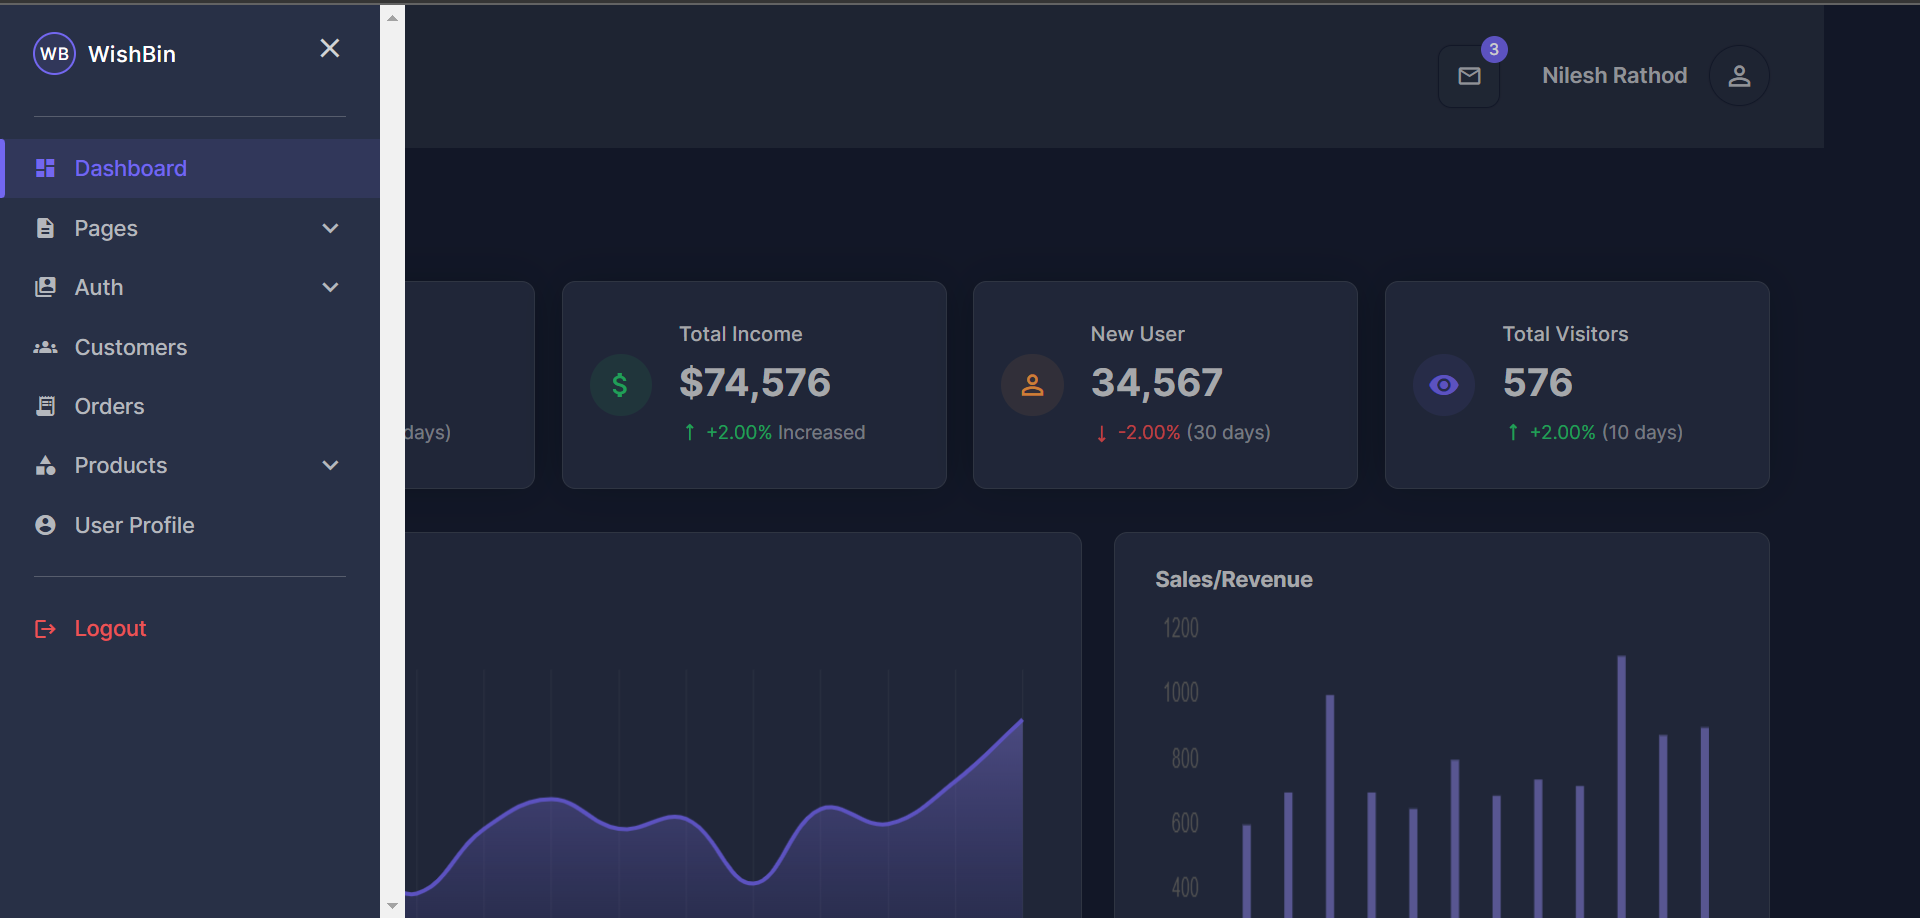 WB WishBin
3
Nilesh Rathod
Dashboard
Pages
Auth
Customers
Orders
Products
User Profile
Logout
days)
Total Income
$74,576
+2.00% Increased
New User
34,567
-2.00% (30 days)
Total Visitors
576
+2.00% (10 days)
Sales/Revenue
1200
1000
800
600
400